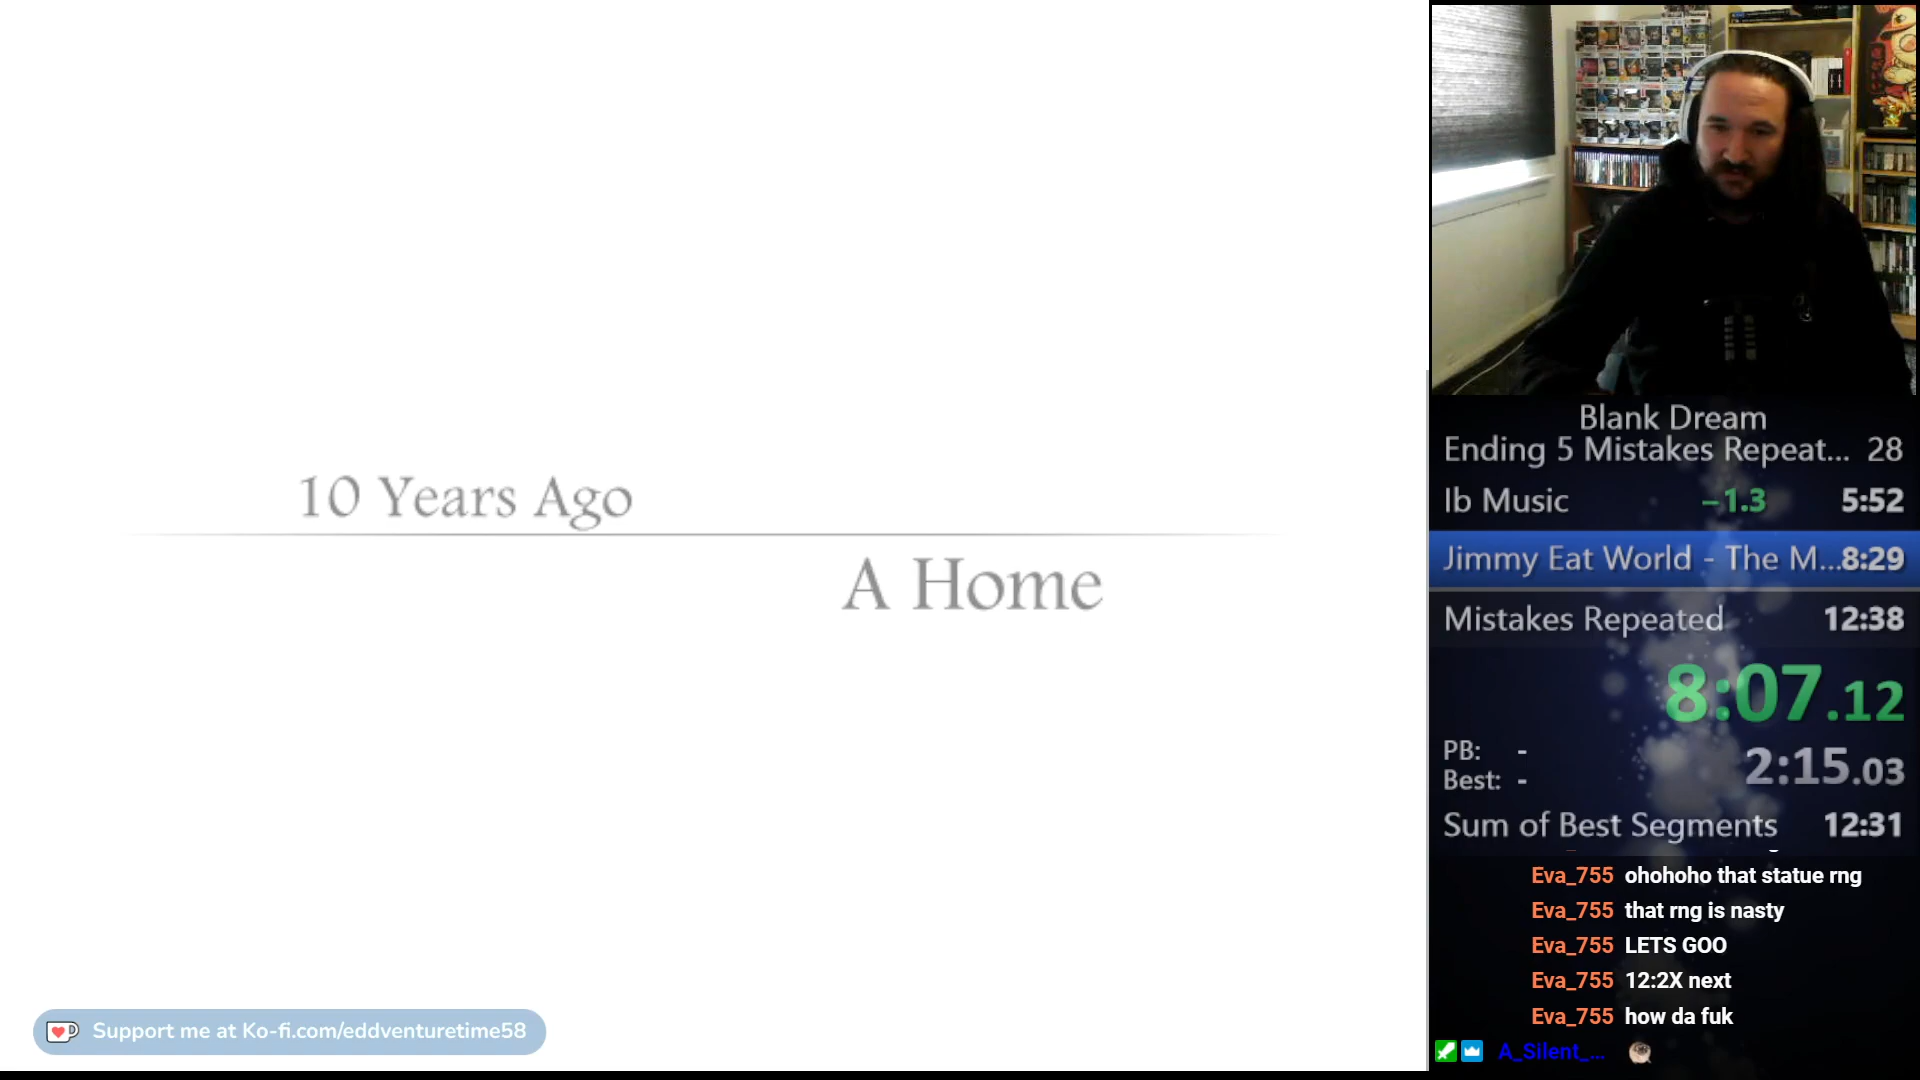 10 Years Ago
A Home
Support me at Ko-fi.com/eddventuretime58
Blank Dream
Ending 5 Mistakes Repeat... 28
Ib Music −1.3 5:52
Jimmy Eat World - The M... 8:29
Mistakes Repeated 12:38
8:07.12
PB: - 2:15.03
Best: -
Sum of Best Segments 12:31
Eva_755 ohohoho that statue rng
Eva_755 that rng is nasty
Eva_755 LETS GOO
Eva_755 12:2X next
Eva_755 how da fuk
A_Silent_...